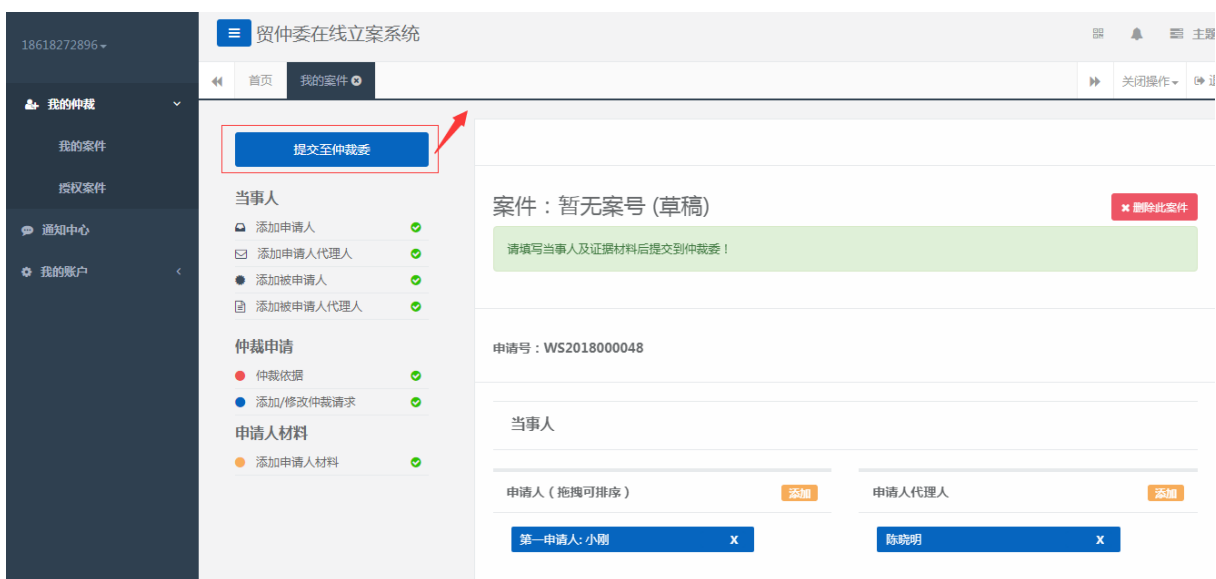 18618272896
贸仲委在线立案系统
主题
首页
我的案件
关闭操作
我的仲裁
我的案件
授权案件
通知中心
我的账户
提交至仲裁委
当事人
添加申请人
添加申请人代理人
添加被申请人
添加被申请人代理人
仲裁申请
仲裁依据
添加/修改仲裁请求
申请人材料
添加申请人材料
案件：暂无案号 (草稿)
删除此案件
请填写当事人及证据材料后提交到仲裁委！
申请号：WS2018000048
当事人
申请人（拖拽可排序）
添加
申请人代理人
添加
第一申请人: 小刚 X
陈晓明 X